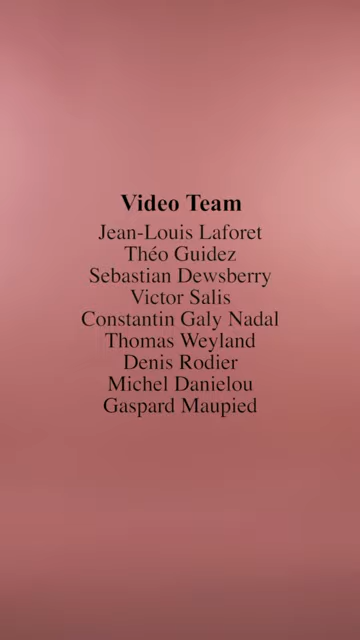 Video Team
Jean-Louis Laforet
Théo Guidez
Sebastian Dewsberry
Victor Salis
Constantin Galy Nadal
Thomas Weyland
Denis Rodier
Michel Danielou
Gaspard Maupied